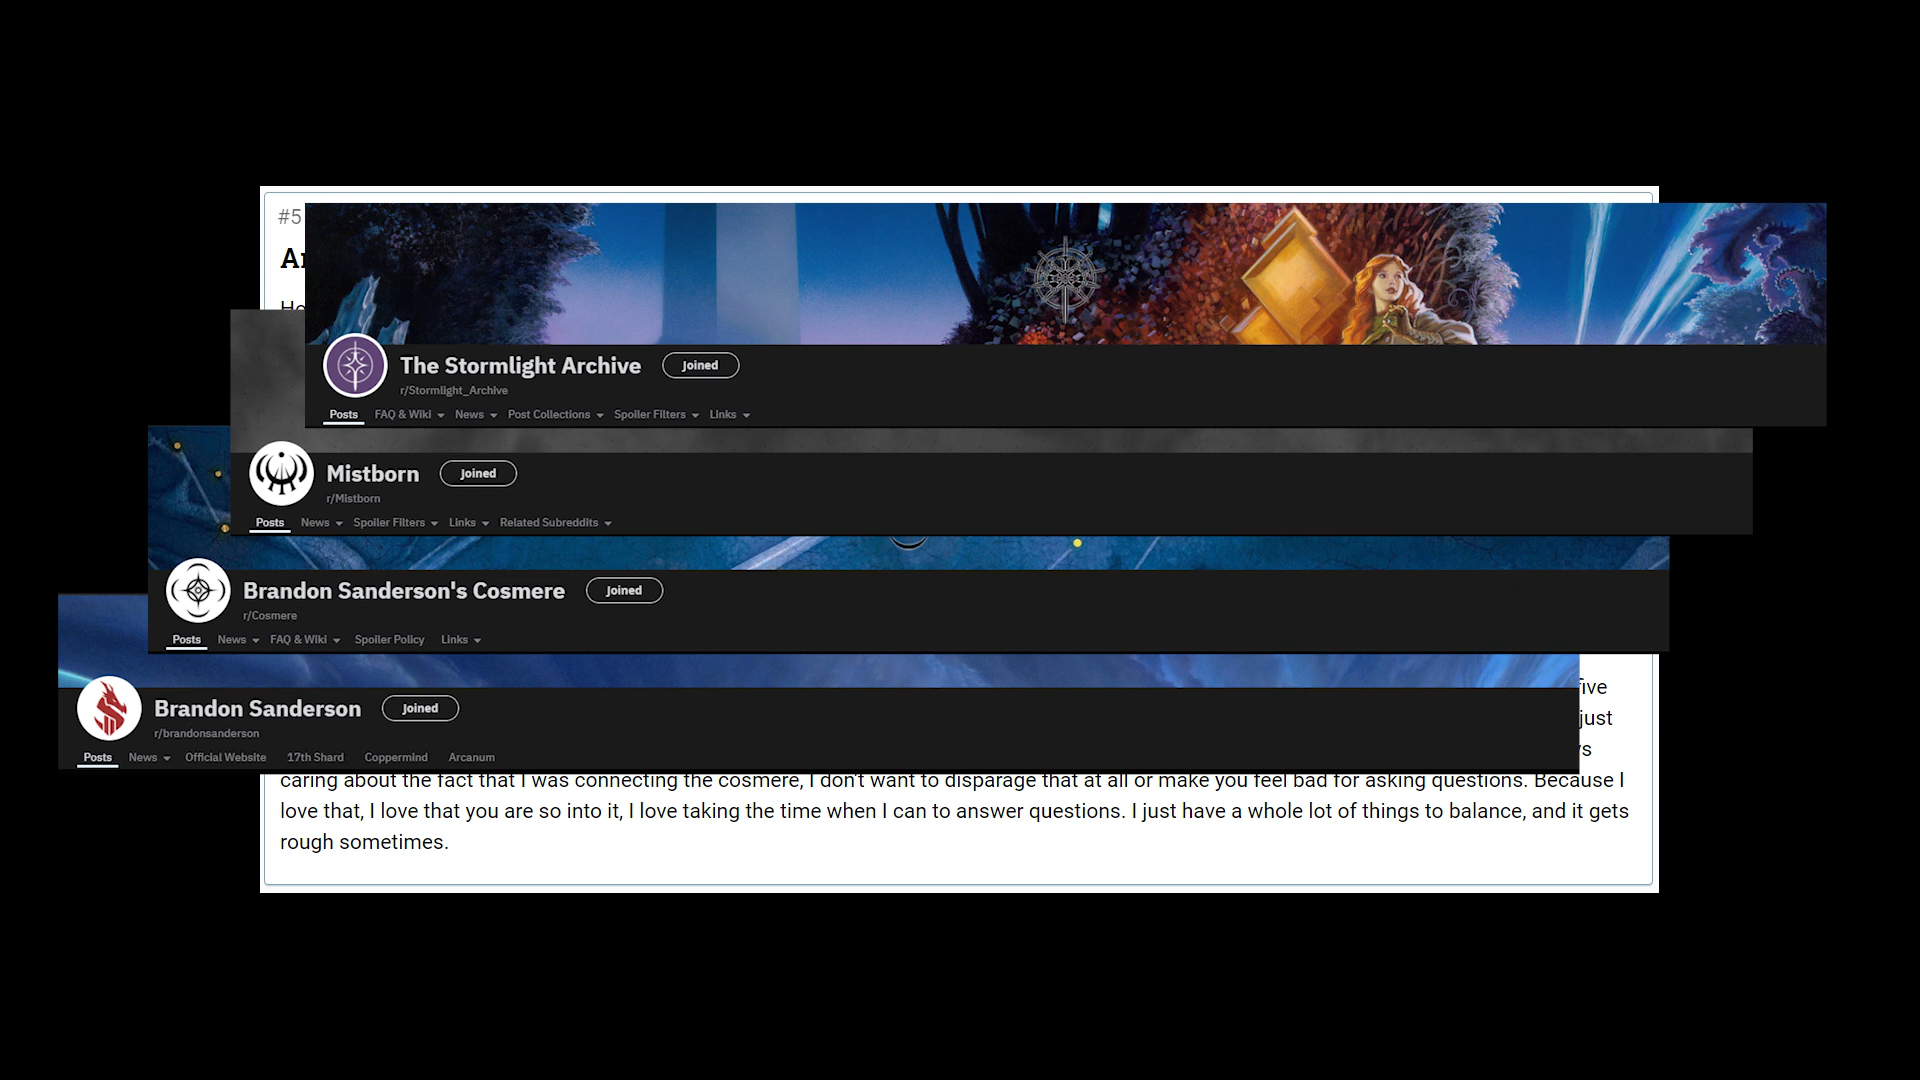 #5
The Stormlight Archive Joined
r/Stormlight_Archive
Posts FAQ & Wiki News Post Collections Spoiler Filters Links
Mistborn Joined
r/Mistborn
Posts News Spoiler Filters Links Related Subreddits
Brandon Sanderson's Cosmere Joined
r/Cosmere
Posts News FAQ & Wiki Spoiler Policy Links
Brandon Sanderson Joined
r/brandonsanderson
Posts News Official Website 17th Shard Coppermind Arcanum
five
just
caring about the fact that I was connecting the cosmere, I don't want to disparage that at all or make you feel bad for asking questions. Because I
love that, I love that you are so into it, I love taking the time when I can to answer questions. I just have a whole lot of things to balance, and it gets
rough sometimes.